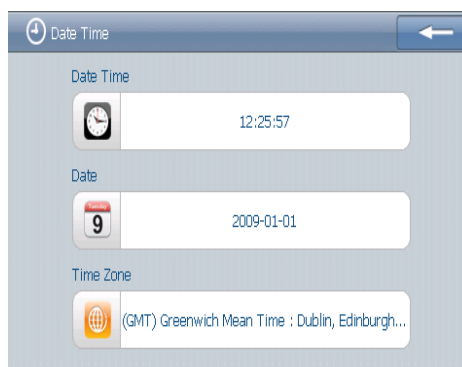 Date Time
Date Time
12:25:57
Date
Tuesday
9
2009-01-01
Time Zone
(GMT) Greenwich Mean Time : Dublin, Edinburgh...